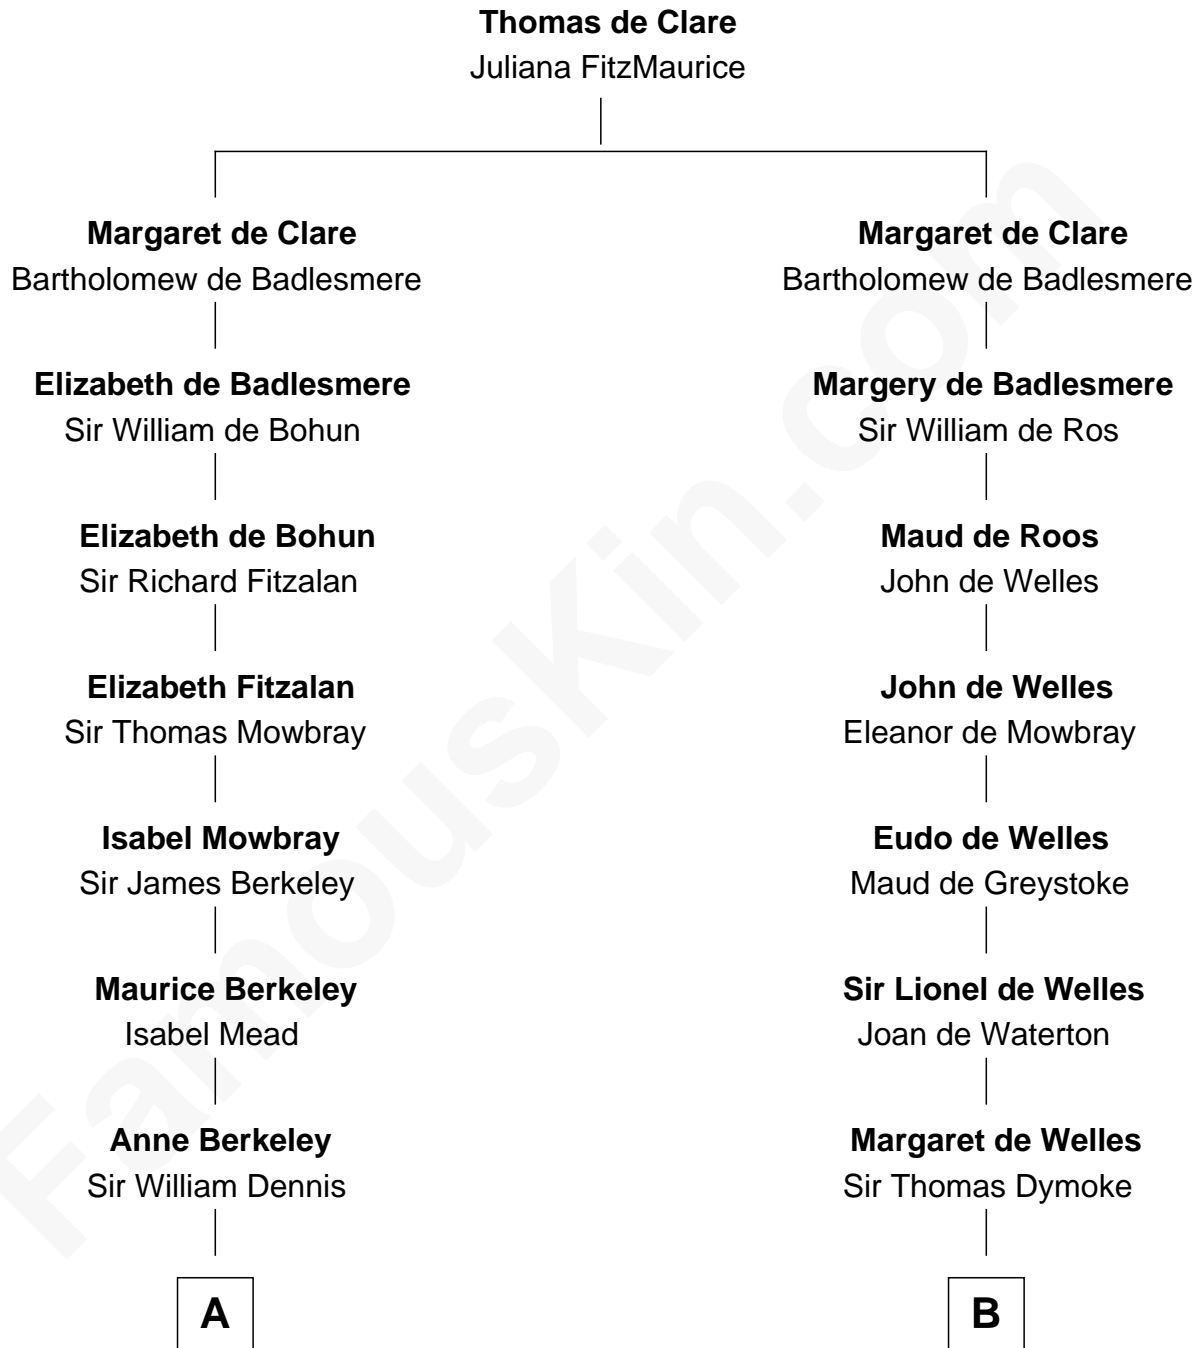 Thomas de Clare
Juliana FitzMaurice
Margaret de Clare
Bartholomew de Badlesmere
Elizabeth de Badlesmere
Sir William de Bohun
Elizabeth de Bohun
Sir Richard Fitzalan
Elizabeth Fitzalan
Sir Thomas Mowbray
Isabel Mowbray
Sir James Berkeley
Maurice Berkeley
Isabel Mead
Anne Berkeley
Sir William Dennis
A
Margaret de Clare
Bartholomew de Badlesmere
Margery de Badlesmere
Sir William de Ros
Maud de Roos
John de Welles
John de Welles
Eleanor de Mowbray
Eudo de Welles
Maud de Greystoke
Sir Lionel de Welles
Joan de Waterton
Margaret de Welles
Sir Thomas Dymoke
B
FamousKin.com